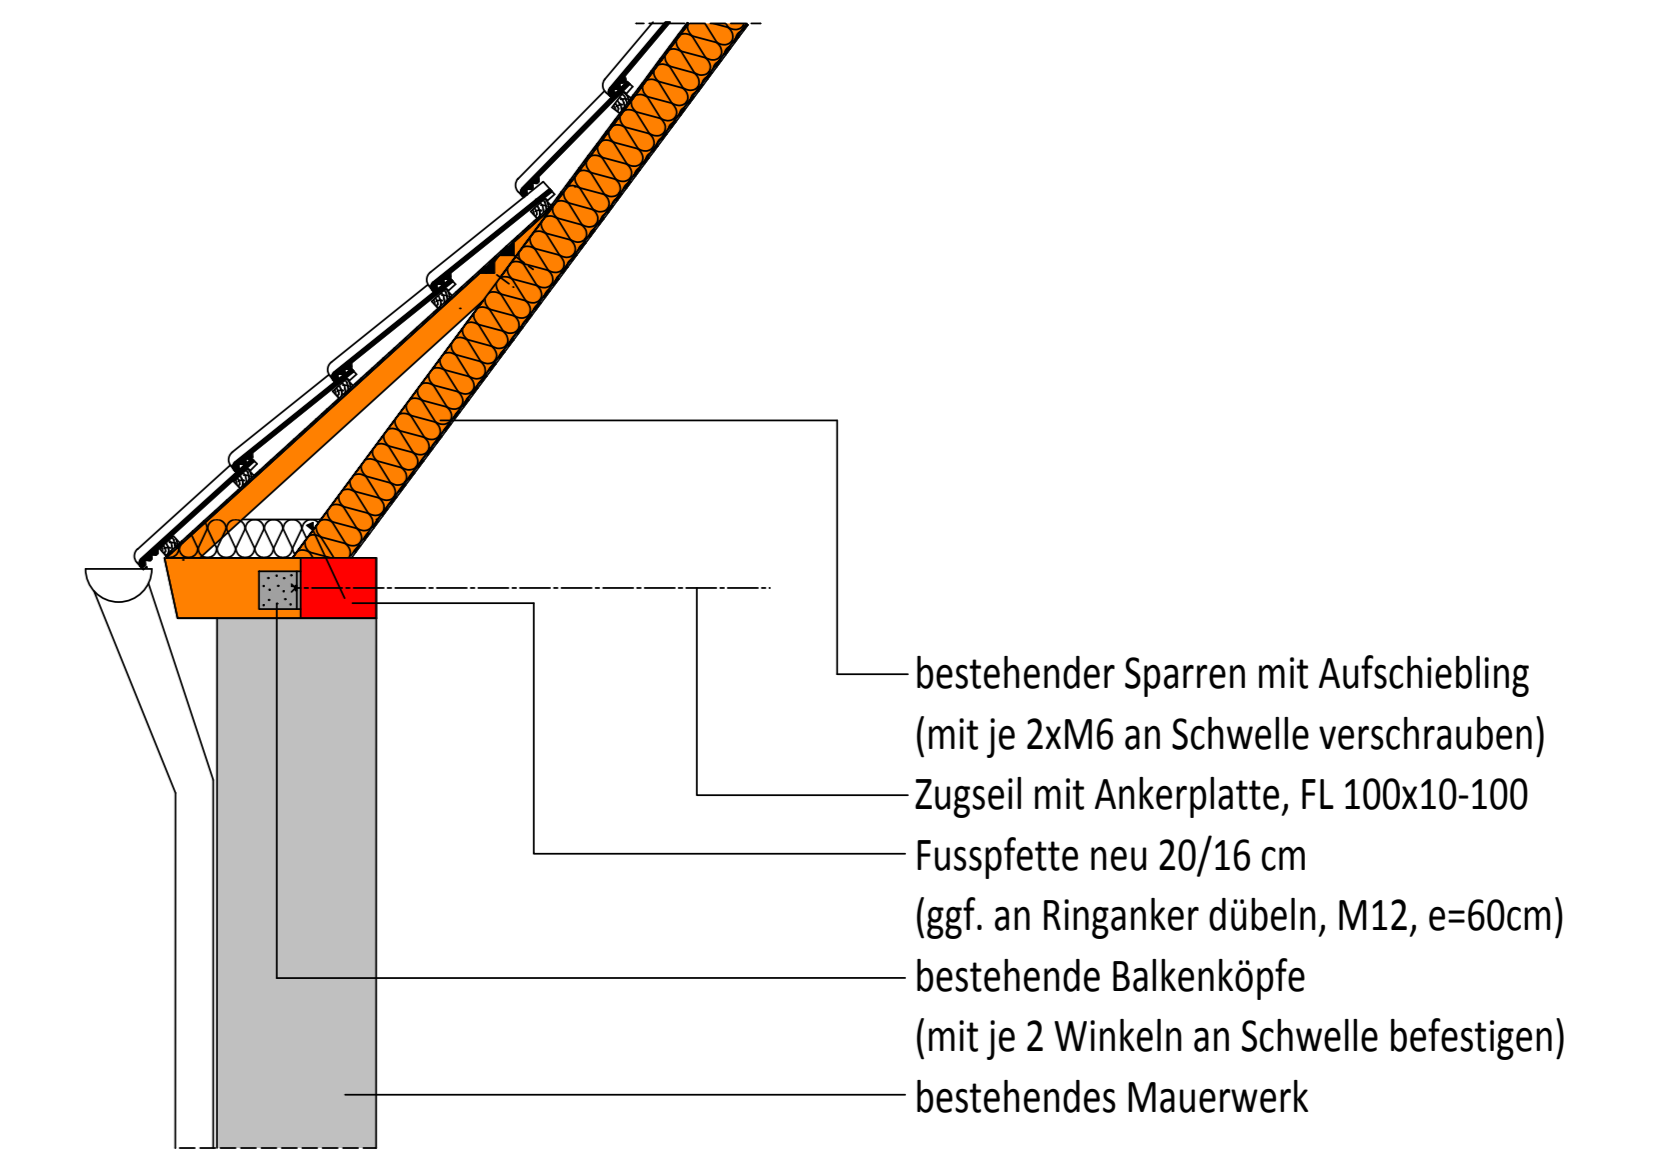 bestehender Sparren mit Aufschiebling
(mit je 2xM6 an Schwelle verschrauben)
Zugseil mit Ankerplatte, FL 100x10-100
Fusspfette neu 20/16 cm
(ggf. an Ringanker dübeln, M12, e=60cm)
bestehende Balkenköpfe
(mit je 2 Winkeln an Schwelle befestigen)
bestehendes Mauerwerk